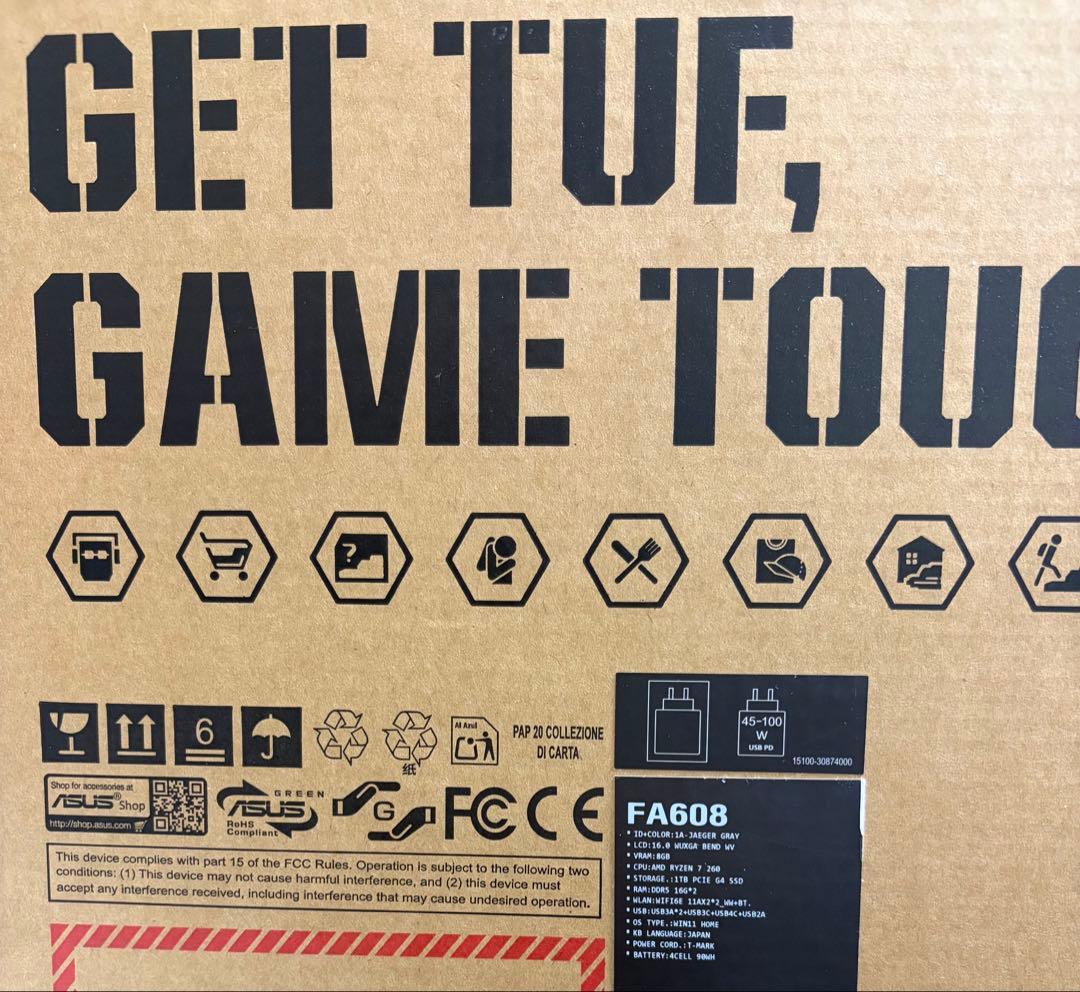 GET TUF,
GAME TOUG
?
6
纸
Al Azul
PAP 20 COLLEZIONE
DI CARTA
45-100
W
USB PD
15100-30874000
Shop for accessories at
ASUS® Shop
http://shop.asus.com
GREEN
ASUS
RoHS
Compliant
G
FC CE
This device complies with part 15 of the FCC Rules. Operation is subject to the following two
conditions: (1) This device may not cause harmful interference, and (2) this device must
accept any interference received, including interference that may cause undesired operation.
FA608
ID+COLOR:1A-JAEGER GRAY
LCD:16.0 WUXGA BEND WV
VRAM:8GB
CPU:AMD RYZEN 7 260
STORAGE.:1TB PCIE G4 SSD
RAM:DDR5 16G*2
WLAN:WIFI6E 11AX2*2_WW+BT.
USB:USB3A*2+USB3C+USB4C+USB2A
OS TYPE.:WIN11 HOME
KB LANGUAGE:JAPAN
POWER CORD.:T-MARK
BATTERY:4CELL 90WH